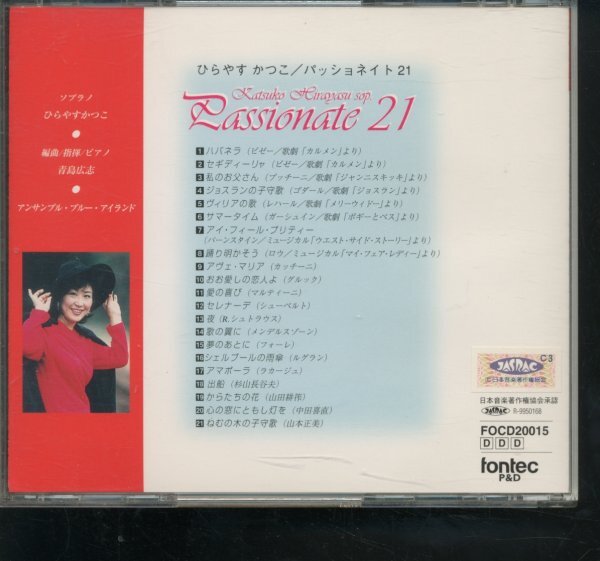 ソプラノ
ひらやすかつこ
編曲/指揮/ピアノ
青島広志
アンサンブル・ブルー・アイランド
ひらやす かつこ／パッショネイト 21
Katsuko Hirayasu sop.
Passionate 21
1 ハバネラ（ビゼー／歌劇「カルメン」より）
2 セギディーリャ（ビゼー／歌劇「カルメン」より）
3 私のお父さん（プッチーニ／歌劇「ジャンニスキッキ」より）
4 ジョスランの子守歌（ゴダール／歌劇「ジョスラン」より）
5 ヴィリアの歌（レハール／歌劇「メリーウィドー」より）
6 サマータイム（ガーシュイン／歌劇「ポギーとベス」より）
7 アイ・フィール・プリティー
（バーンスタイン／ミュージカル「ウエスト・サイド・ストーリー」より）
8 踊り明かそう（ロウ／ミュージカル「マイ・フェア・レディー」より）
9 アヴェ・マリア（カッチーニ）
10 おお愛しの恋人よ（グルック）
11 愛の喜び（マルティーニ）
12 セレナーデ（シューベルト）
13 夜（R.シュトラウス）
14 歌の翼に（メンデルスゾーン）
15 夢のあとに（フォーレ）
16 シェルブールの雨傘（ルグラン）
17 アマポーラ（ラカージュ）
18 出船（杉山長谷夫）
19 からたちの花（山田耕筰）
20 心の窓にともし灯を（中田喜直）
21 ねむの木の子守歌（山本正美）
C3
JASRAC
日本音楽著作権協会承認
JASRAC R-9950168
FOCD20015
D D D
fontec
P&D